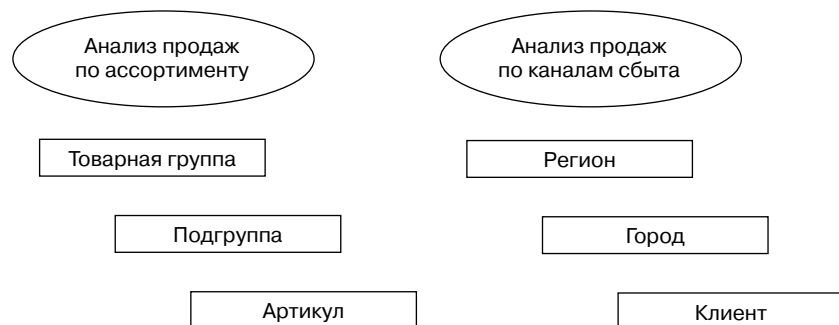 Анализ продаж
по ассортименту
Анализ продаж
по каналам сбыта
Товарная группа
Регион
Подгруппа
Город
Артикул
Клиент